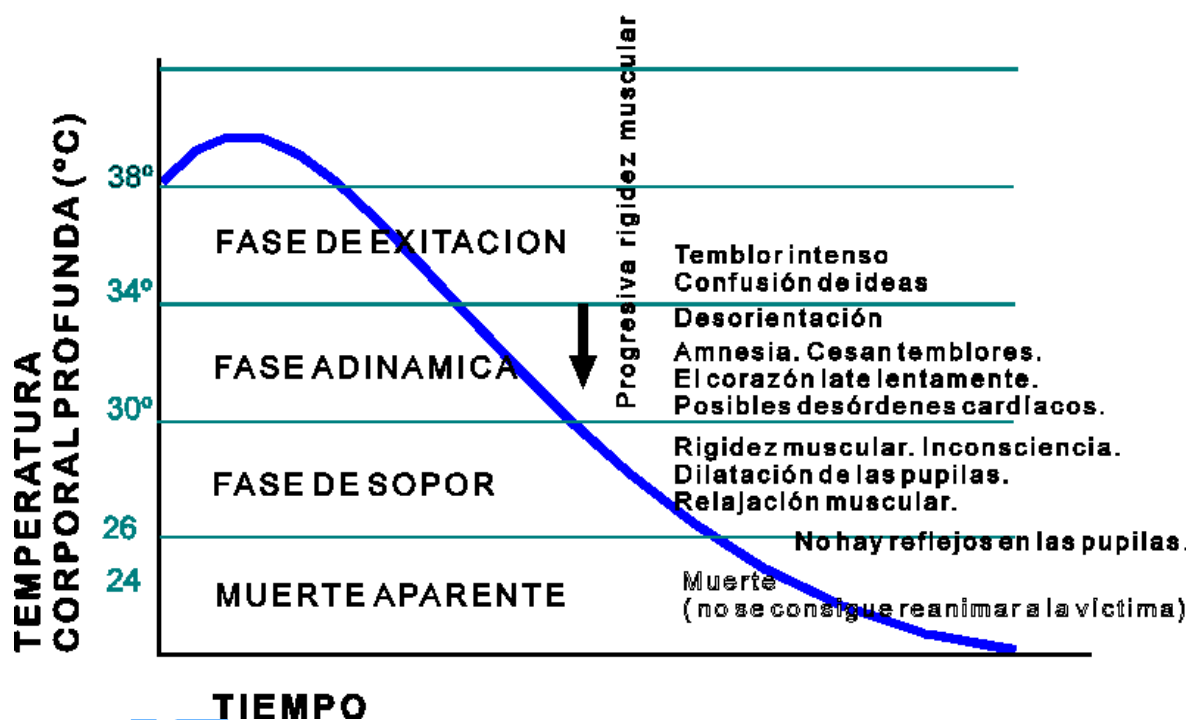 TEMPERATURA
CORPORAL PROFUNDA (ºC)
38º
34º
30º
26
24
FASE DE EXITACION
FASE ADINAMICA
FASE DE SOPOR
MUERTE APARENTE
Progresiva rigidez muscular
Temblor intenso
Confusión de ideas
Desorientación
Amnesia. Cesan temblores.
El corazón late lentamente.
Posibles desórdenes cardíacos.
Rigidez muscular. Inconsciencia.
Dilatación de las pupilas.
Relajación muscular.
No hay reflejos en las pupilas.
Muerte
(no se consigue reanimar a la víctima)
TIEMPO